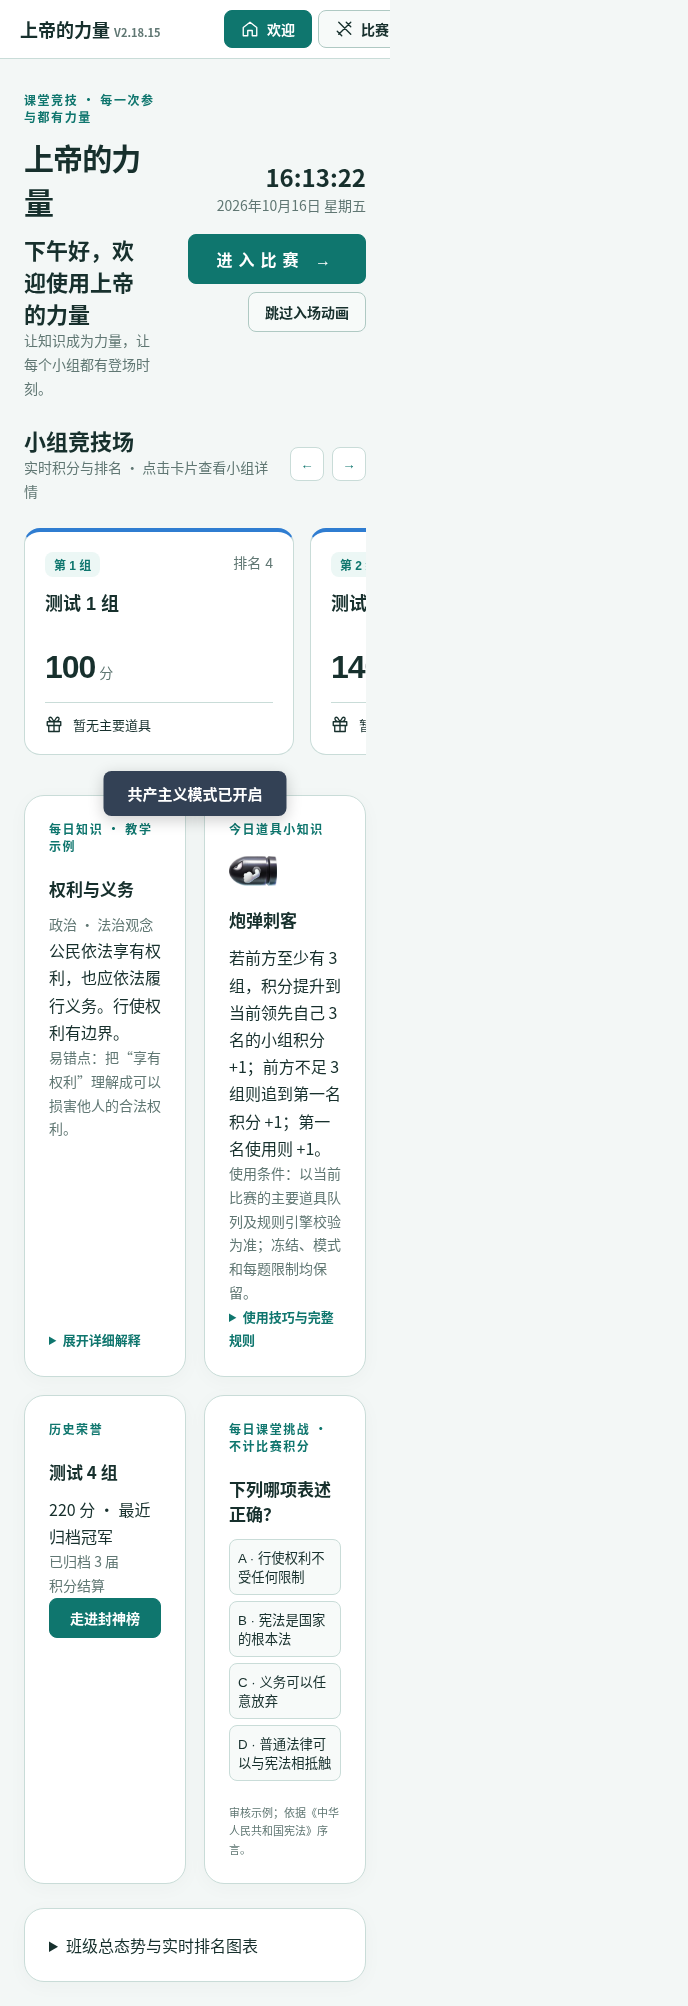 上帝的力量 V2.18.15
欢迎
比赛
课堂竞技 · 每一次参
与都有力量
上帝的力
量
下午好，欢
迎使用上帝
的力量
让知识成为力量，让
每个小组都有登场时
刻。
16:13:22
2026年10月16日 星期五
进入比赛 →
跳过入场动画
小组竞技场
实时积分与排名 · 点击卡片查看小组详
情
← →
第 1 组
排名 4
测试 1 组
100 分
暂无主要道具
第 2
测试
共产主义模式已开启
每日知识 · 教学
示例
权利与义务
政治 · 法治观念
公民依法享有权
利，也应依法履
行义务。行使权
利有边界。
易错点：把“享有
权利”理解成可以
损害他人的合法权
利。
▶ 展开详细解释
今日道具小知识
炮弹刺客
若前方至少有 3
组，积分提升到
当前领先自己 3
名的小组积分
+1；前方不足 3
组则追到第一名
积分 +1；第一
名使用则 +1。
使用条件：以当前
比赛的主要道具队
列及规则引擎校验
为准；冻结、模式
和每题限制均保
留。
▶ 使用技巧与完整
规则
历史荣誉
测试 4 组
220 分 · 最近
归档冠军
已归档 3 届
积分结算
走进封神榜
每日课堂挑战 ·
不计比赛积分
下列哪项表述
正确？
A · 行使权利不
受任何限制
B · 宪法是国家
的根本法
C · 义务可以任
意放弃
D · 普通法律可
以与宪法相抵触
审核示例；依据《中华
人民共和国宪法》序
言。
▶ 班级总态势与实时排名图表